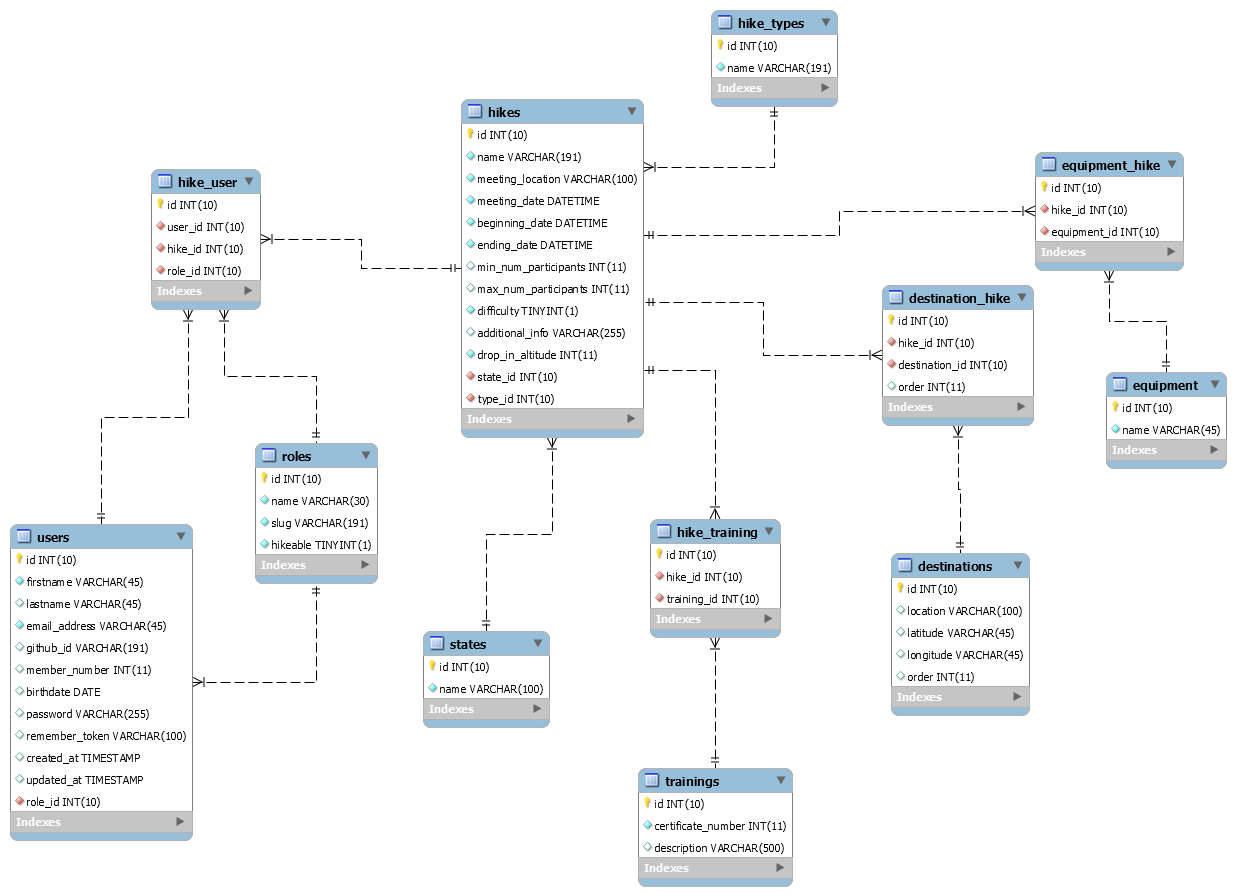 hike_types
id INT(10)
name VARCHAR(191)
Indexes
hikes
id INT(10)
name VARCHAR(191)
meeting_location VARCHAR(100)
meeting_date DATETIME
beginning_date DATETIME
ending_date DATETIME
min_num_participants INT(11)
max_num_participants INT(11)
difficulty TINYINT(1)
additional_info VARCHAR(255)
drop_in_altitude INT(11)
state_id INT(10)
type_id INT(10)
Indexes
equipment_hike
id INT(10)
hike_id INT(10)
equipment_id INT(10)
Indexes
hike_user
id INT(10)
user_id INT(10)
hike_id INT(10)
role_id INT(10)
Indexes
destination_hike
id INT(10)
hike_id INT(10)
destination_id INT(10)
order INT(11)
Indexes
equipment
id INT(10)
name VARCHAR(45)
Indexes
roles
id INT(10)
name VARCHAR(30)
slug VARCHAR(191)
hikeable TINYINT(1)
Indexes
users
id INT(10)
firstname VARCHAR(45)
lastname VARCHAR(45)
email_address VARCHAR(45)
github_id VARCHAR(191)
member_number INT(11)
birthdate DATE
password VARCHAR(255)
remember_token VARCHAR(100)
created_at TIMESTAMP
updated_at TIMESTAMP
role_id INT(10)
Indexes
hike_training
id INT(10)
hike_id INT(10)
training_id INT(10)
Indexes
destinations
id INT(10)
location VARCHAR(100)
latitude VARCHAR(45)
longitude VARCHAR(45)
order INT(11)
Indexes
states
id INT(10)
name VARCHAR(100)
Indexes
trainings
id INT(10)
certificate_number INT(11)
description VARCHAR(500)
Indexes